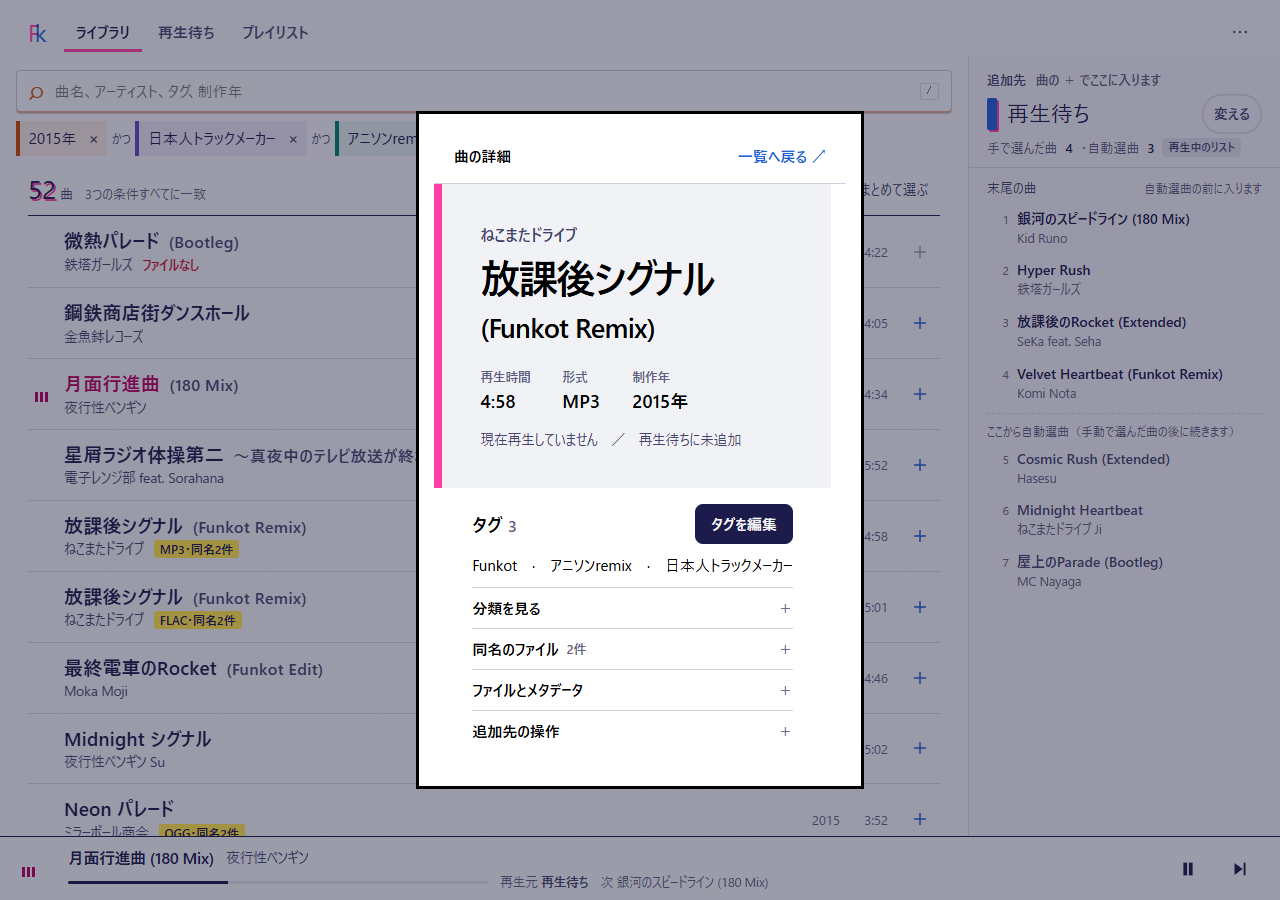 Fk
ライブラリ 再生待ち プレイリスト …
曲名、アーティスト、タグ、制作年 /
2015年 × かつ 日本人トラックメーカー × かつ アニソンrem
52 曲 3つの条件すべてに一致 まとめて選ぶ
微熱パレード (Bootleg)
鉄塔ガールズ ファイルなし
4:22 +
鋼鉄商店街ダンスホール
金魚鉢レコーズ
4:05 +
月面行進曲 (180 Mix)
夜行性ペンギン
4:34 +
星屑ラジオ体操第二 ～真夜中のテレビ放送が終
電子レンジ部 feat. Sorahana
5:52 +
放課後シグナル (Funkot Remix)
ねこまたドライブ MP3・同名2件
4:58 +
放課後シグナル (Funkot Remix)
ねこまたドライブ FLAC・同名2件
5:01 +
最終電車のRocket (Funkot Edit)
Moka Moji
4:46 +
Midnight シグナル
夜行性ペンギン Su
5:02 +
Neon パレード
ミラーボール商会 OGG・同名2件
2015 3:52 +
曲の詳細 一覧へ戻る ↗
ねこまたドライブ
放課後シグナル
(Funkot Remix)
再生時間 形式 制作年
4:58 MP3 2015年
現在再生していません ／ 再生待ちに未追加
タグ 3 タグを編集
Funkot · アニソンremix · 日本人トラックメーカー
分類を見る +
同名のファイル 2件 +
ファイルとメタデータ +
追加先の操作 +
追加先 曲の ＋ でここに入ります
再生待ち 変える
手で選んだ曲 4 ・自動選曲 3 再生中のリスト
末尾の曲 自動選曲の前に入ります
1 銀河のスピードライン (180 Mix)
Kid Runo
2 Hyper Rush
鉄塔ガールズ
3 放課後のRocket (Extended)
SeKa feat. Seha
4 Velvet Heartbeat (Funkot Remix)
Komi Nota
ここから自動選曲（手動で選んだ曲の後に続きます）
5 Cosmic Rush (Extended)
Hasesu
6 Midnight Heartbeat
ねこまたドライブ Ji
7 屋上のParade (Bootleg)
MC Nayaga
月面行進曲 (180 Mix) 夜行性ペンギン
再生元 再生待ち 次 銀河のスピードライン (180 Mix)